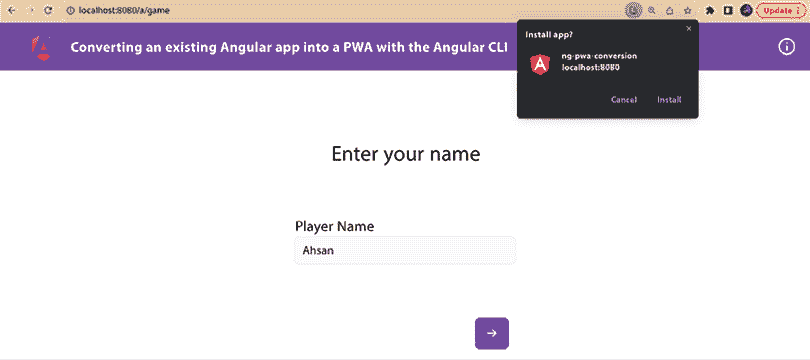 localhost:8080/a/game
Update
Converting an existing Angular app into a PWA with the Angular CLI
Install app?
ng-pwa-conversion
localhost:8080
Cancel
Install
Enter your name
Player Name
Ahsan